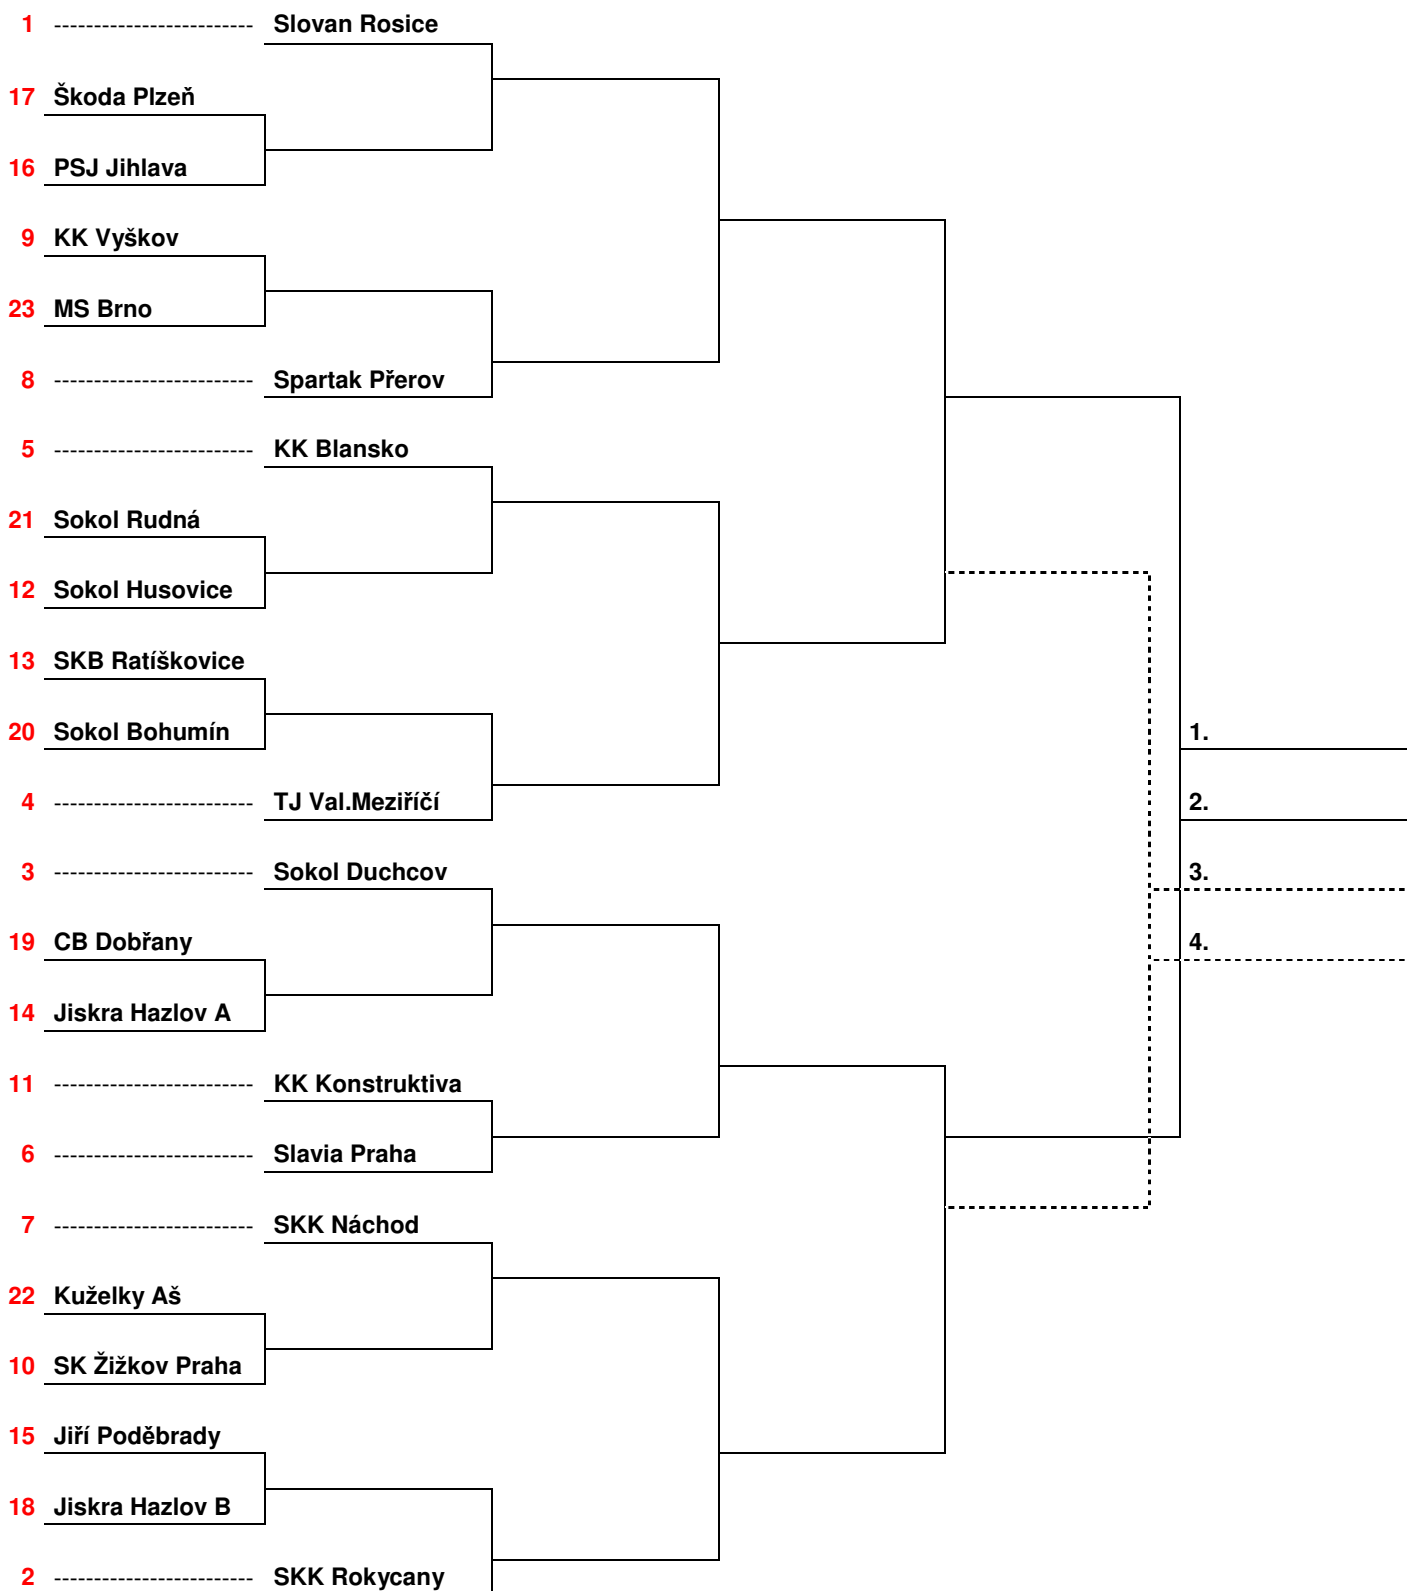 1 ------------------------- Slovan Rosice
17 Škoda Plzeň
16 PSJ Jihlava
9 KK Vyškov
23 MS Brno
8 ------------------------- Spartak Přerov
5 ------------------------- KK Blansko
21 Sokol Rudná
12 Sokol Husovice
13 SKB Ratíškovice
20 Sokol Bohumín
1.
4 ------------------------- TJ Val.Meziříčí
2.
3 ------------------------- Sokol Duchcov
3.
19 CB Dobřany
4.
14 Jiskra Hazlov A
11 ------------------------- KK Konstruktiva
6 ------------------------- Slavia Praha
7 ------------------------- SKK Náchod
22 Kuželky Aš
10 SK Žižkov Praha
15 Jiří Poděbrady
18 Jiskra Hazlov B
2 ------------------------- SKK Rokycany